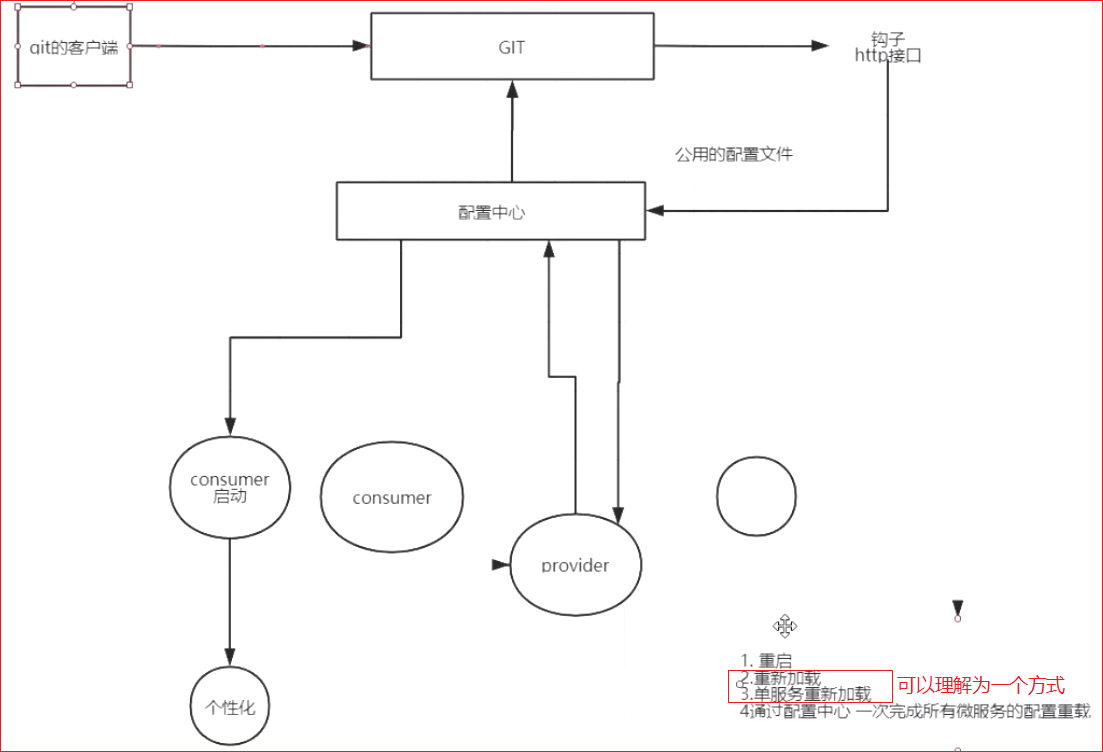 git的客户端
GIT
钩子
http接口
公用的配置文件
配置中心
consumer
启动
consumer
provider
个性化
1. 重启
2.重新加载
3.单服务重新加载
可以理解为一个方式
4通过配置中心 一次完成所有微服务的配置重载